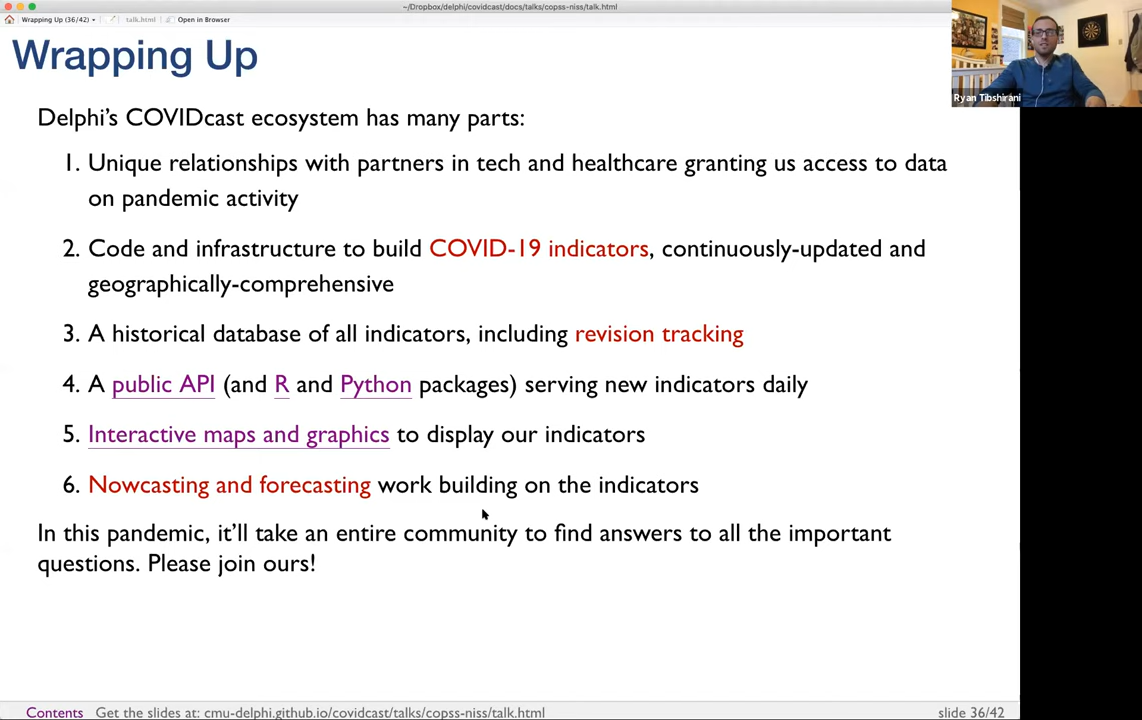 ~/Dropbox/delphi/covidcast/docs/talks/copss-niss/talk.html
Wrapping Up (36/42) talk.html Open in Browser
Wrapping Up
Ryan Tibshirani
Delphi's COVIDcast ecosystem has many parts:
1. Unique relationships with partners in tech and healthcare granting us access to data
on pandemic activity
2. Code and infrastructure to build COVID-19 indicators, continuously-updated and
geographically-comprehensive
3. A historical database of all indicators, including revision tracking
4. A public API (and R and Python packages) serving new indicators daily
5. Interactive maps and graphics to display our indicators
6. Nowcasting and forecasting work building on the indicators
In this pandemic, it'll take an entire community to find answers to all the important
questions. Please join ours!
Contents Get the slides at: cmu-delphi.github.io/covidcast/talks/copss-niss/talk.html slide 36/42